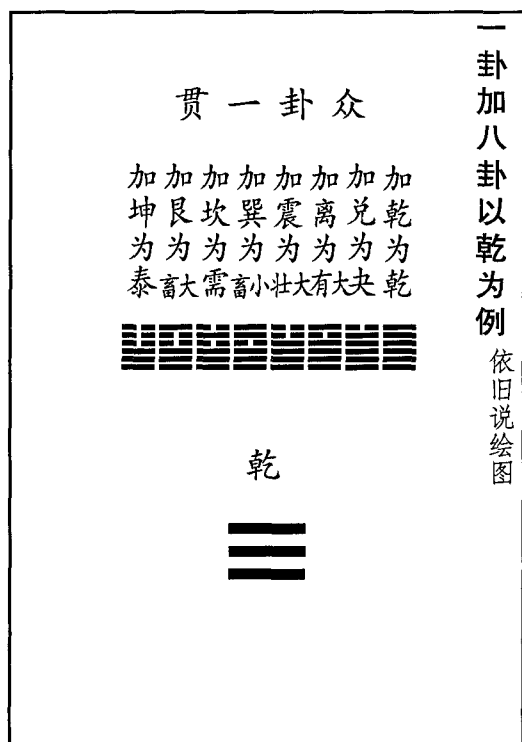 一卦加八卦以乾为例
依旧说绘图
众卦一贯
加乾为乾
加兑为夬
加离为大有
加震为大壮
加巽为小畜
加坎为需
加艮为大畜
加坤为泰
乾